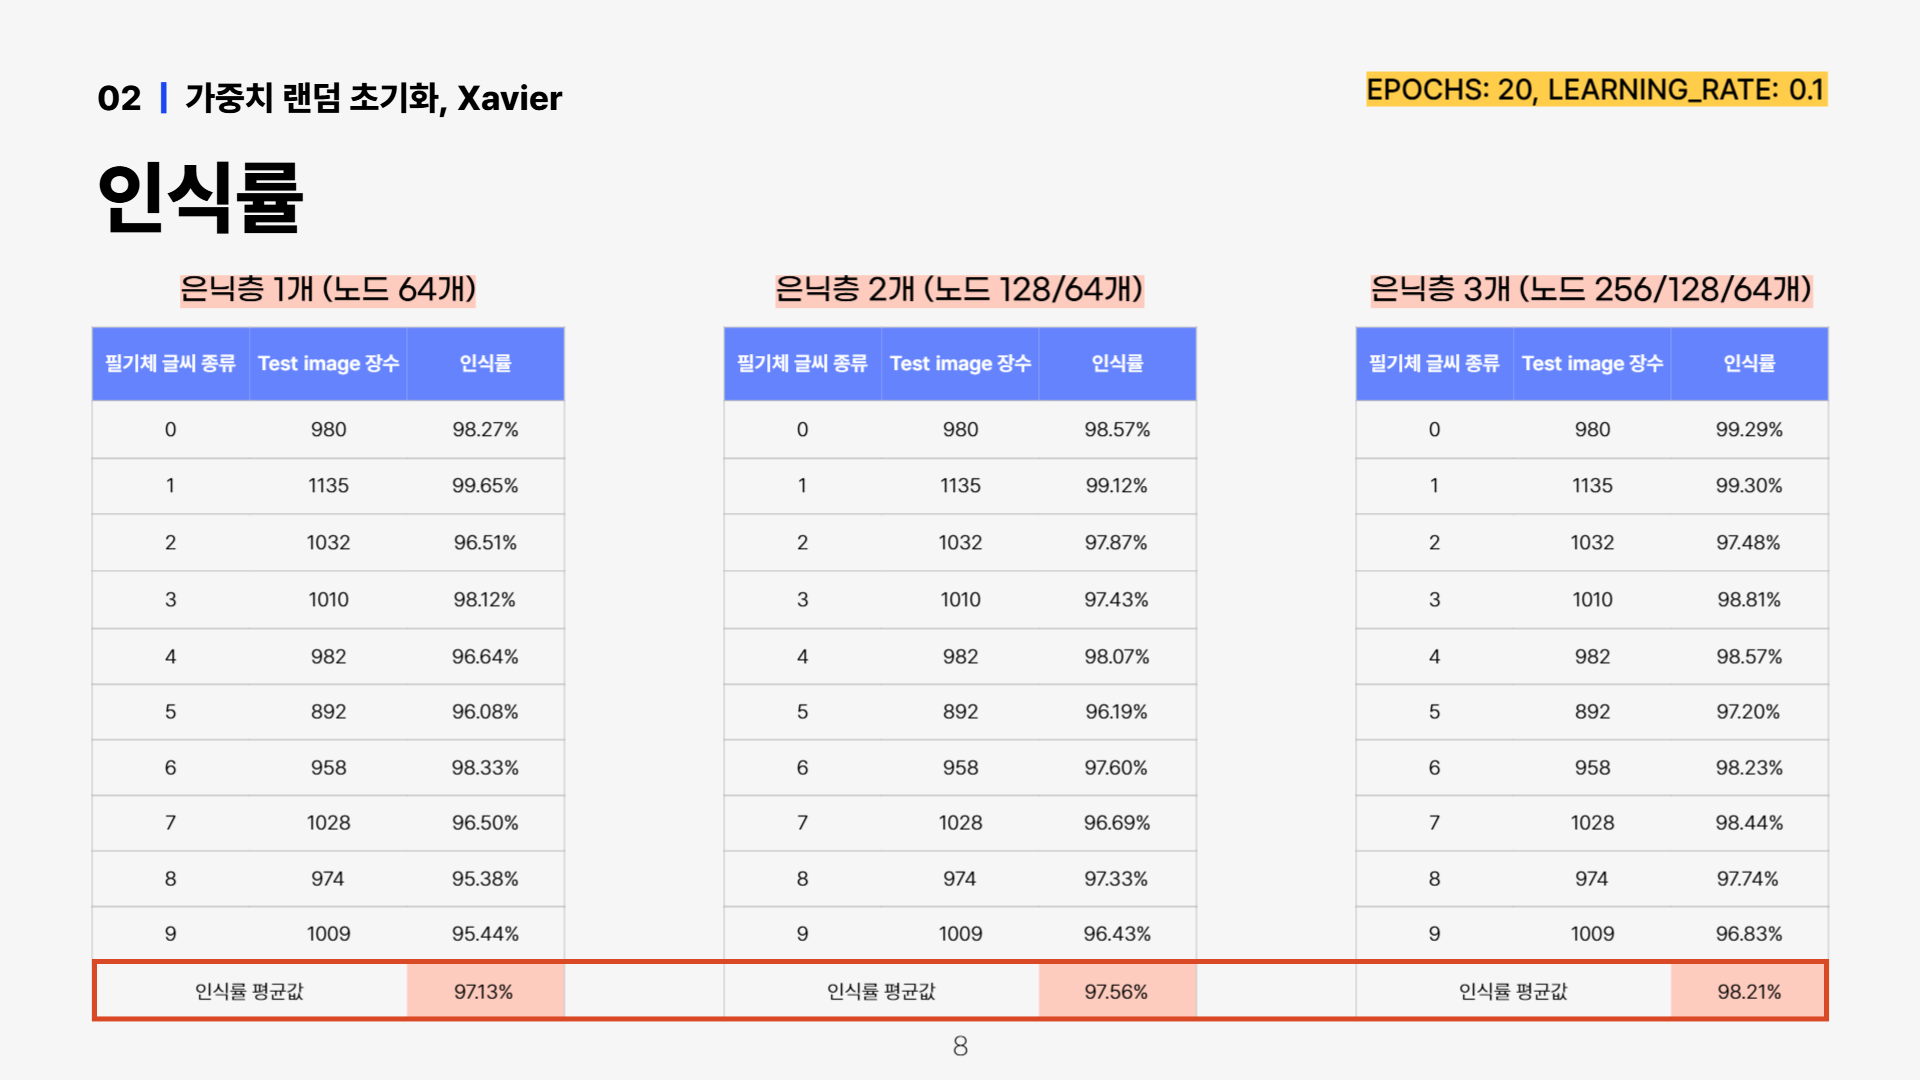 02 | 가중치 랜덤 초기화, Xavier
EPOCHS: 20, LEARNING_RATE: 0.1
인식률
은닉층 1개 (노드 64개)
필기체 글씨 종류 Test image 장수 인식률
0 980 98.27%
1 1135 99.65%
2 1032 96.51%
3 1010 98.12%
4 982 96.64%
5 892 96.08%
6 958 98.33%
7 1028 96.50%
8 974 95.38%
9 1009 95.44%
인식률 평균값 97.13%
은닉층 2개 (노드 128/64개)
필기체 글씨 종류 Test image 장수 인식률
0 980 98.57%
1 1135 99.12%
2 1032 97.87%
3 1010 97.43%
4 982 98.07%
5 892 96.19%
6 958 97.60%
7 1028 96.69%
8 974 97.33%
9 1009 96.43%
인식률 평균값 97.56%
은닉층 3개 (노드 256/128/64개)
필기체 글씨 종류 Test image 장수 인식률
0 980 99.29%
1 1135 99.30%
2 1032 97.48%
3 1010 98.81%
4 982 98.57%
5 892 97.20%
6 958 98.23%
7 1028 98.44%
8 974 97.74%
9 1009 96.83%
인식률 평균값 98.21%
8